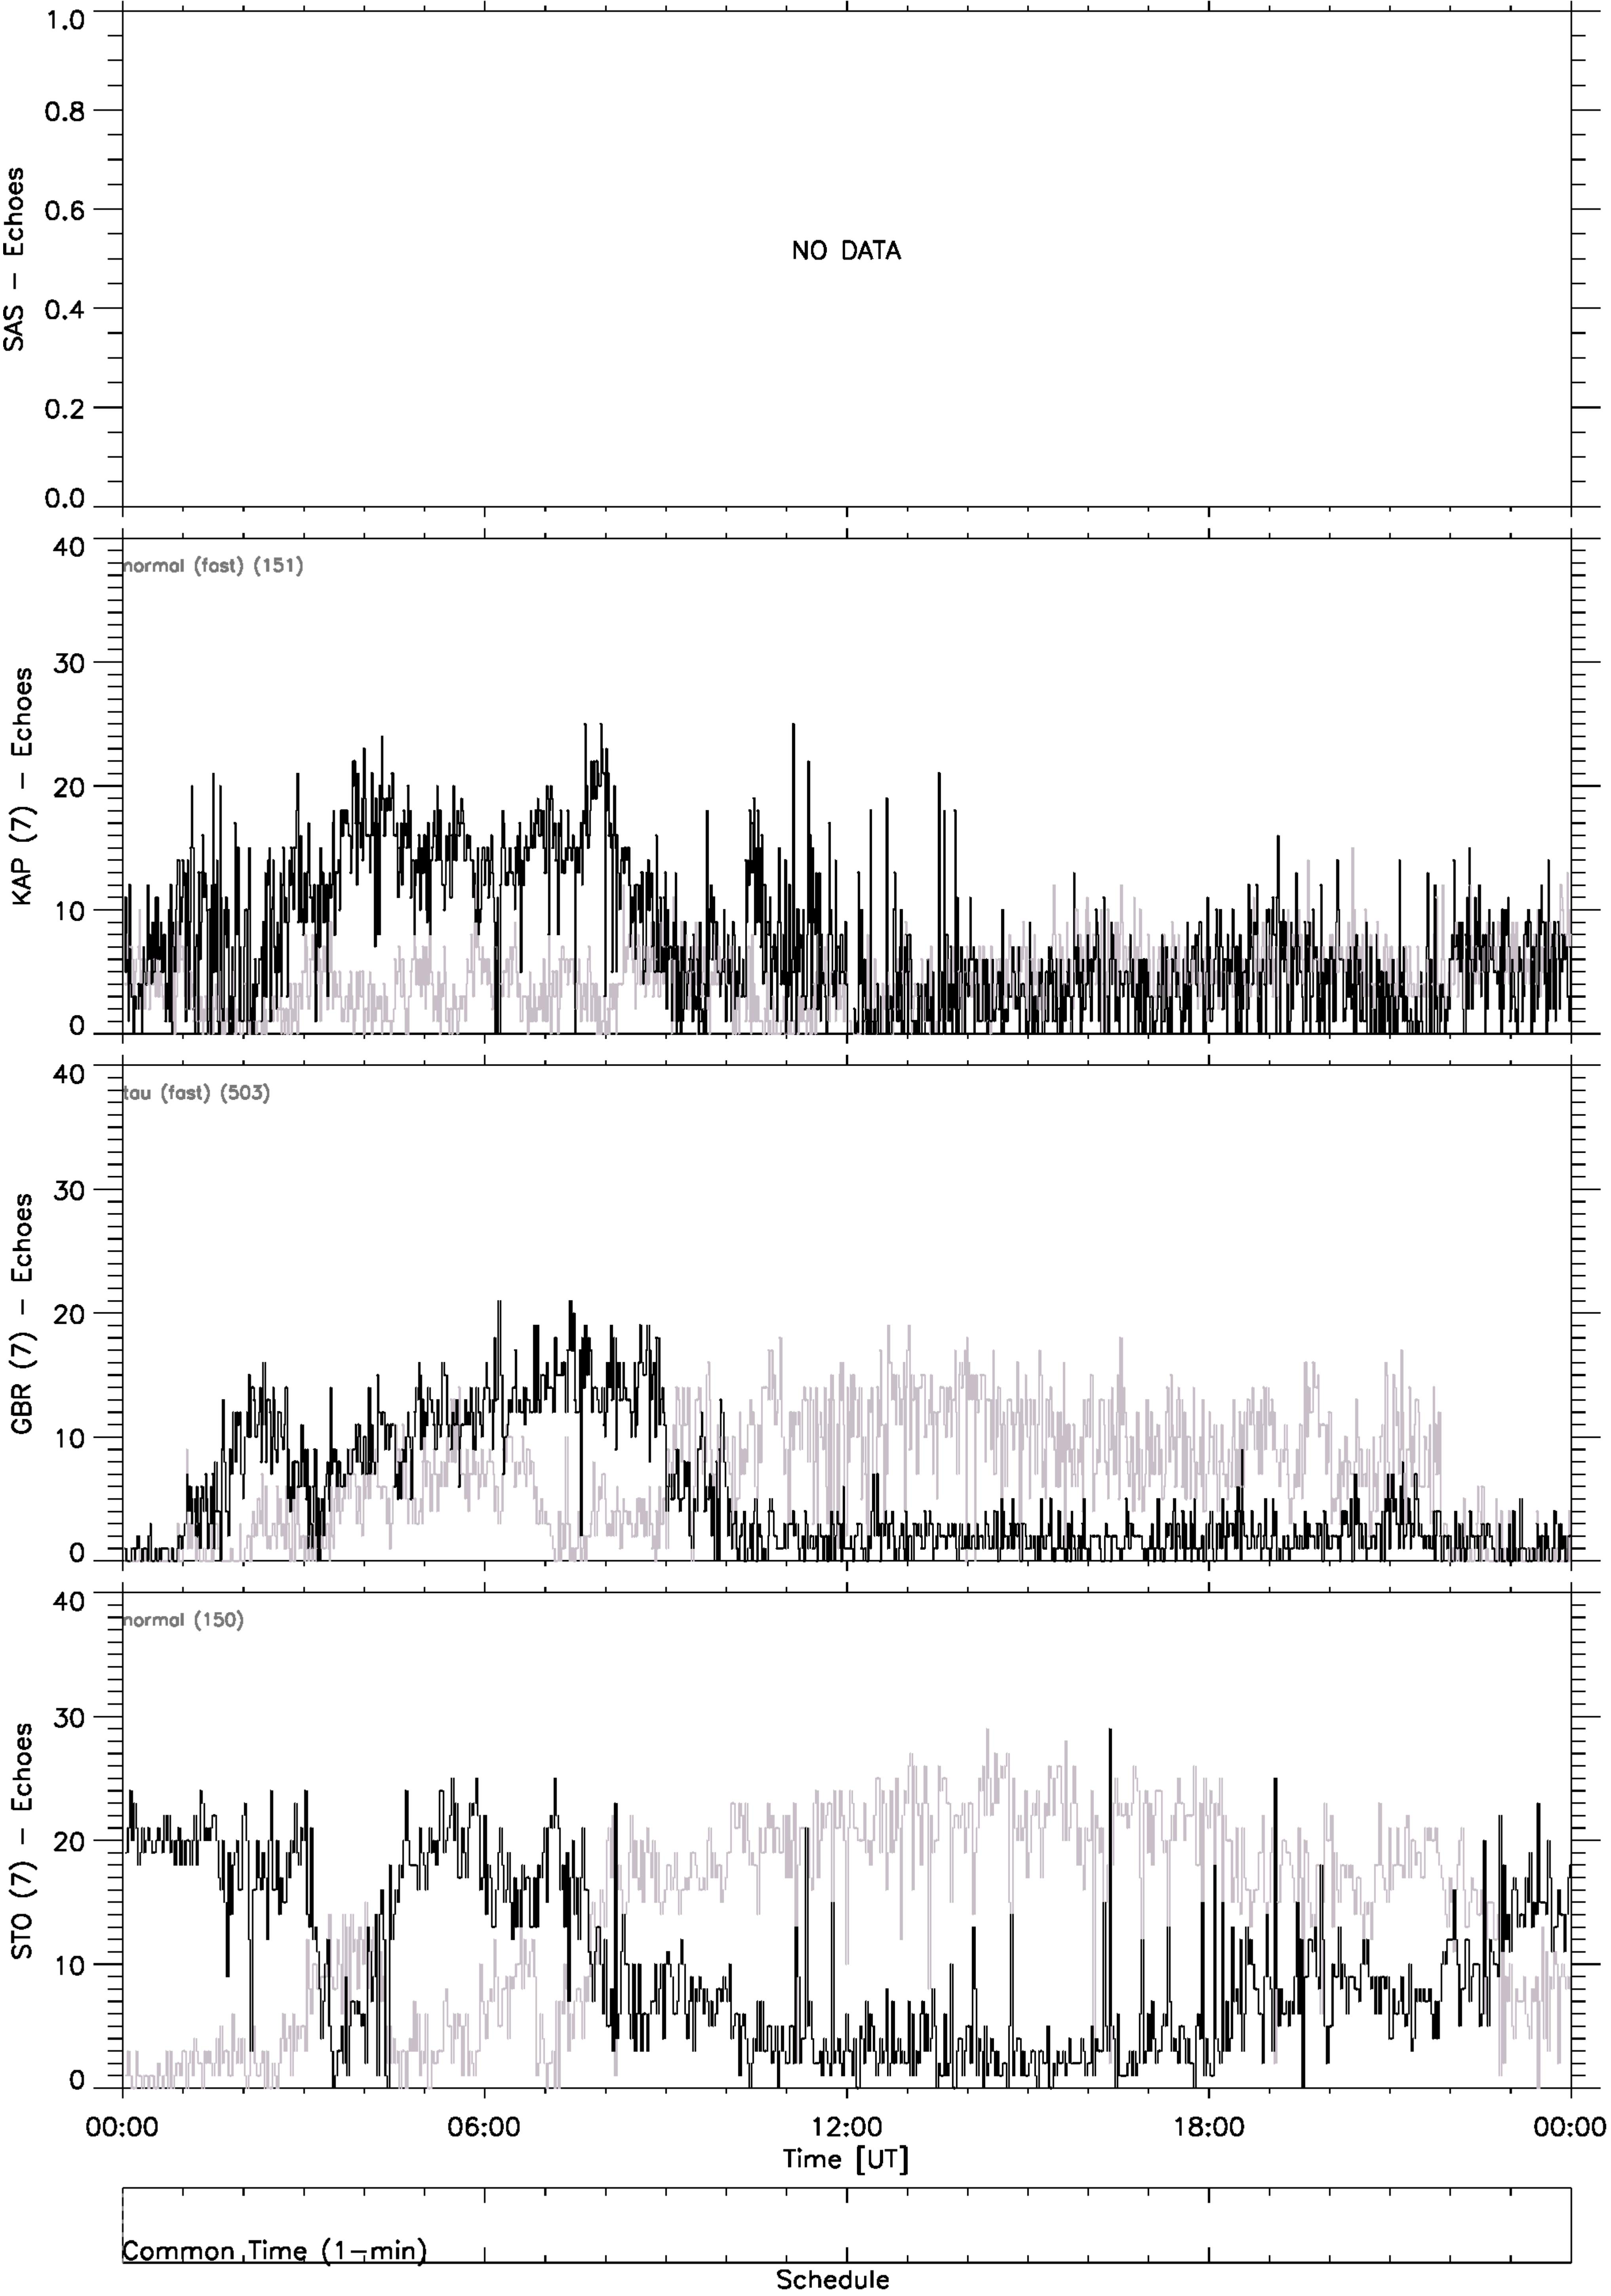 1.0
0.8
0.6
0.4
0.2
0.0
SAS – Echoes
NO DATA
40
30
20
10
0
KAP (7) – Echoes
normal (fast) (151)
40
30
20
10
0
GBR (7) – Echoes
tau (fast) (503)
40
30
20
10
0
STO (7) – Echoes
normal (150)
00:00 06:00 12:00 18:00 00:00
Time [UT]
Common Time (1–min)
Schedule